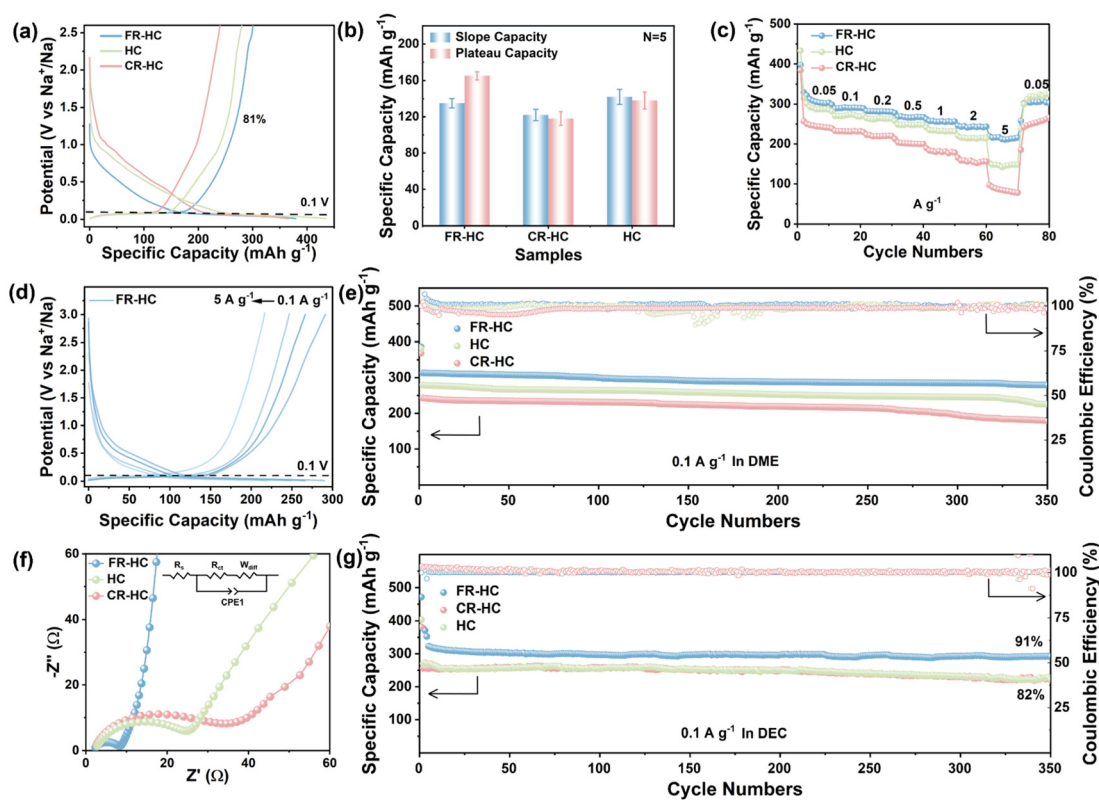 (a)
Potential (V vs Na⁺/Na)
2.5
2.0
1.5
1.0
0.5
0.0
FR-HC
HC
CR-HC
81%
0.1 V
0 100 200 300 400
Specific Capacity (mAh g⁻¹)
(b)
Specific Capacity (mAh g⁻¹)
200
160
120
80
40
0
Slope Capacity
Plateau Capacity
N=5
FR-HC CR-HC HC
Samples
(c)
Specific Capacity (mAh g⁻¹)
500
400
300
200
100
0
FR-HC
HC
CR-HC
0.05 0.1 0.2 0.5 1 2 5 0.05
A g⁻¹
0 20 40 60 80
Cycle Numbers
(d)
Potential (V vs Na⁺/Na)
3.0
2.5
2.0
1.5
1.0
0.5
0.0
FR-HC
5 A g⁻¹ 0.1 A g⁻¹
0.1 V
0 50 100 150 200 250 300
Specific Capacity (mAh g⁻¹)
(e)
Specific Capacity (mAh g⁻¹)
500
400
300
200
100
FR-HC
HC
CR-HC
0.1 A g⁻¹ In DME
100
75
50
25
Coulombic Efficiency (%)
0 50 100 150 200 250 300 350
Cycle Numbers
(f)
-Z'' (Ω)
60
40
20
0
FR-HC
HC
CR-HC
Rs Rct Wdiff
CPE1
0 20 40 60
Z' (Ω)
(g)
Specific Capacity (mAh g⁻¹)
500
400
300
200
100
FR-HC
CR-HC
HC
91%
82%
0.1 A g⁻¹ In DEC
100
75
50
25
Coulombic Efficiency (%)
0 50 100 150 200 250 300 350
Cycle Numbers